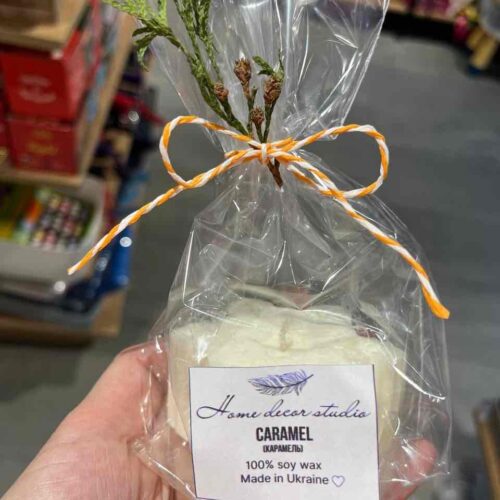 Home decor studio
CARAMEL
(КАРАМЕЛЬ)
100% soy wax
Made in Ukraine ♡